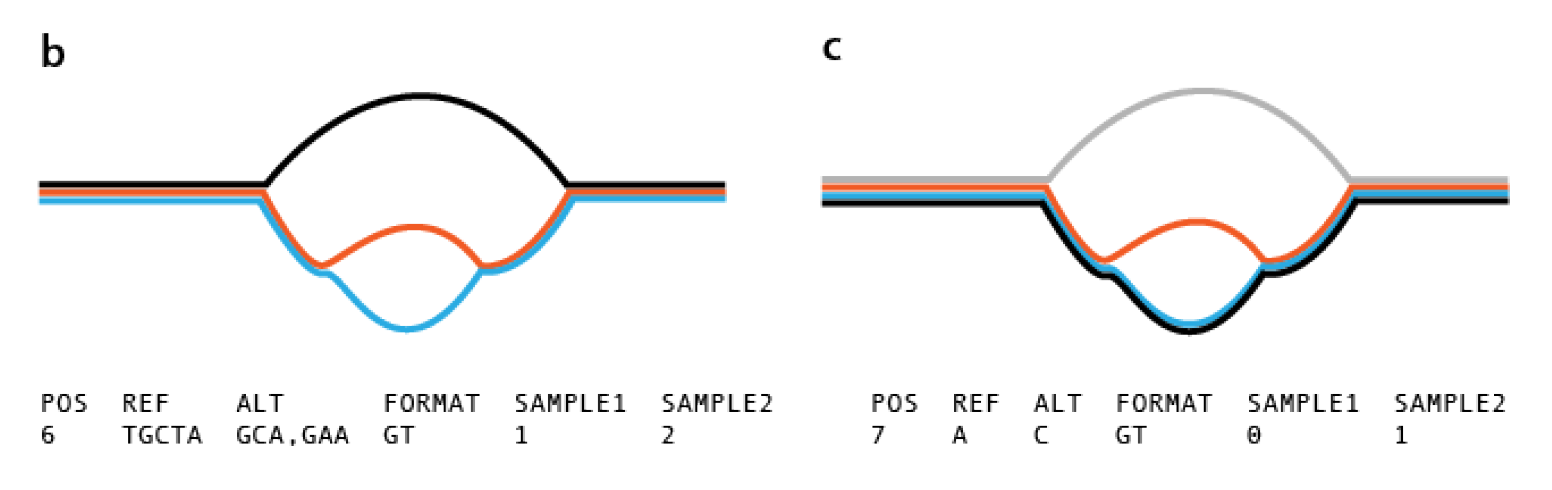 b
POS REF ALT FORMAT SAMPLE1 SAMPLE2
6 TGCTA GCA,GAA GT 1 2
c
POS REF ALT FORMAT SAMPLE1 SAMPLE2
7 A C GT 0 1